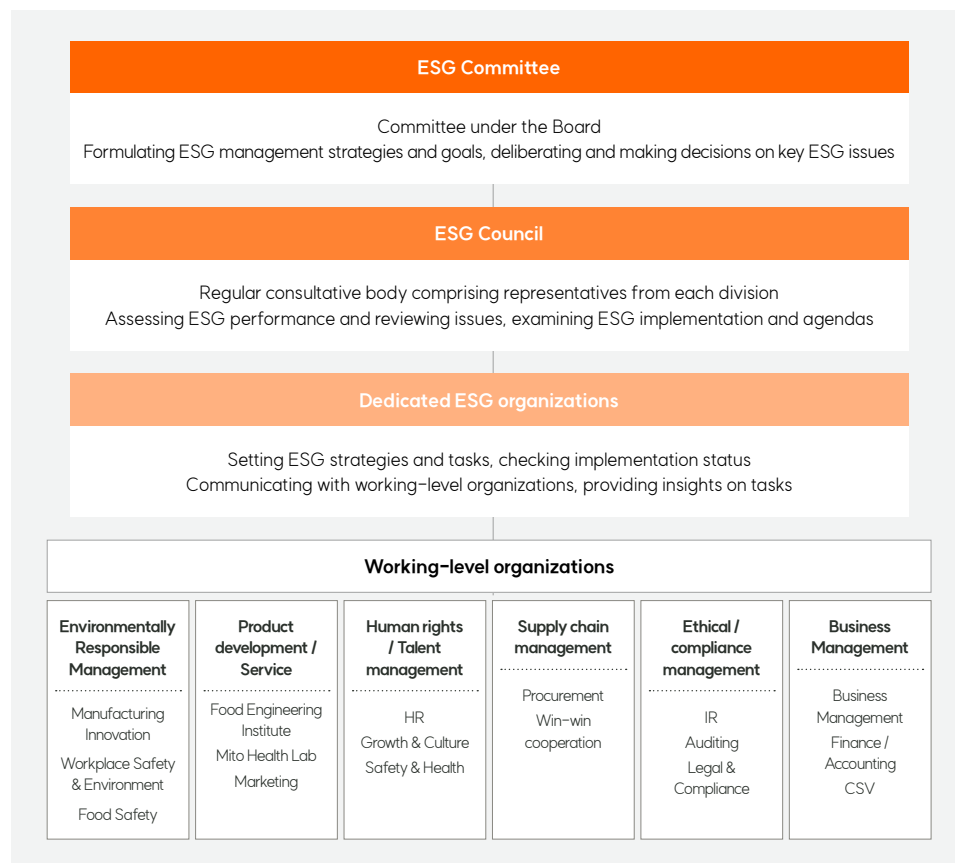 ESG Committee
Committee under the Board
Formulating ESG management strategies and goals, deliberating and making decisions on key ESG issues
ESG Council
Regular consultative body comprising representatives from each division
Assessing ESG performance and reviewing issues, examining ESG implementation and agendas
Dedicated ESG organizations
Setting ESG strategies and tasks, checking implementation status
Communicating with working-level organizations, providing insights on tasks
Working-level organizations
Environmentally
Responsible
Management
Manufacturing
Innovation
Workplace Safety
& Environment
Food Safety
Product
development /
Service
Food Engineering
Institute
Mito Health Lab
Marketing
Human rights
/ Talent
management
HR
Growth & Culture
Safety & Health
Supply chain
management
Procurement
Win-win
cooperation
Ethical /
compliance
management
IR
Auditing
Legal &
Compliance
Business
Management
Business
Management
Finance /
Accounting
CSV